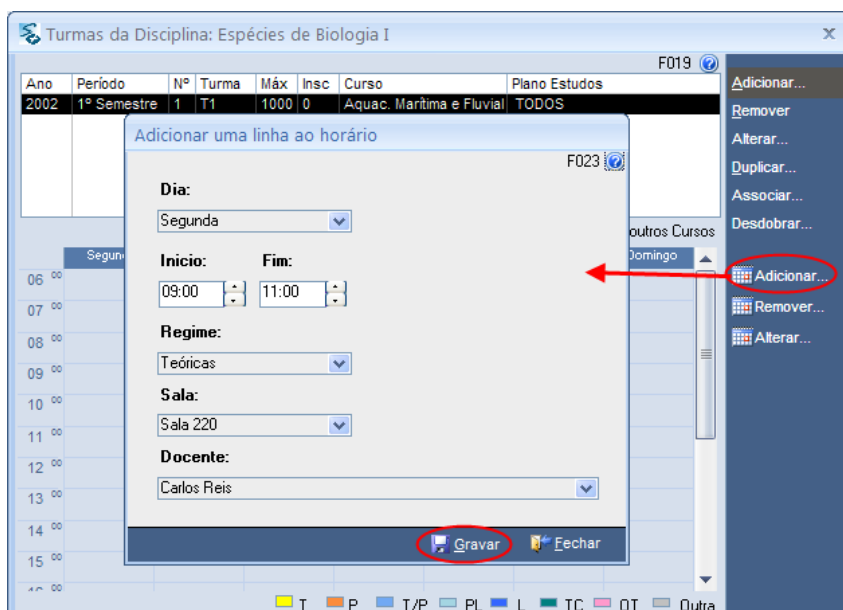 Turmas da Disciplina: Espécies de Biologia I
F019
Ano Período Nº Turma Máx Insc Curso Plano Estudos
2002 1º Semestre 1 T1 1000 0 Aquac. Marítima e Fluvial TODOS
Adicionar...
Remover
Alterar...
Duplicar...
Associar...
Desdobrar...
outros Cursos
Adicionar...
Remover...
Alterar...
Adicionar uma linha ao horário
F023
Dia:
Segunda
Inicio: Fim:
09:00 11:00
Regime:
Teóricas
Sala:
Sala 220
Docente:
Carlos Reis
Gravar Fechar
Domingo
06 00
07 00
08 00
09 00
10 00
11 00
12 00
13 00
14 00
15 00
T P T/P PL L TC OT Outra